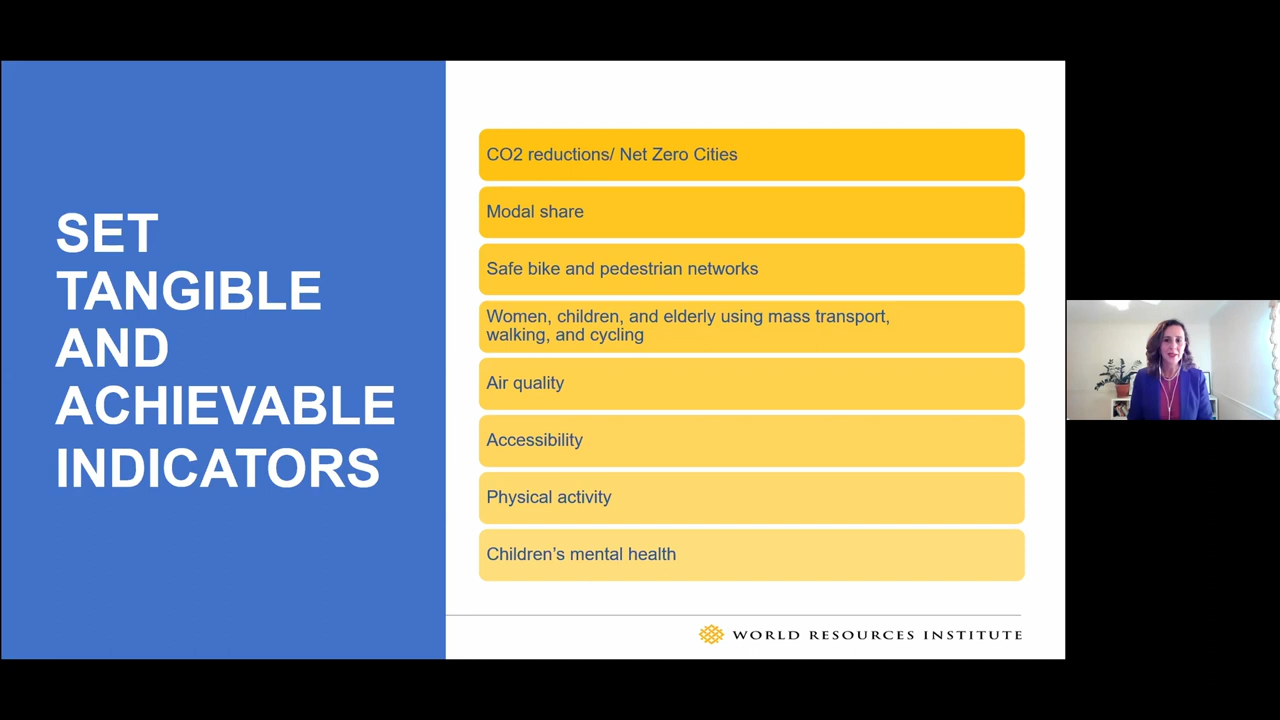 SET
TANGIBLE
AND
ACHIEVABLE
INDICATORS
CO2 reductions/ Net Zero Cities
Modal share
Safe bike and pedestrian networks
Women, children, and elderly using mass transport,
walking, and cycling
Air quality
Accessibility
Physical activity
Children’s mental health
WORLD RESOURCES INSTITUTE